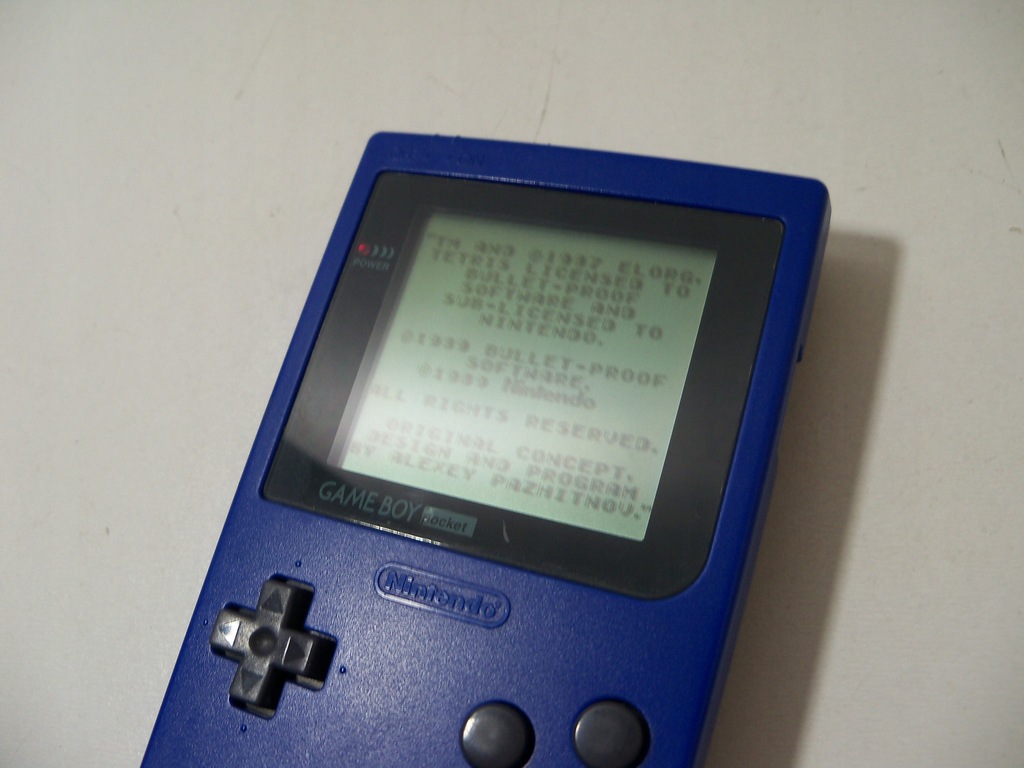 "TM AND ©1987 ELORG.
TETRIS LICENSED TO
BULLET-PROOF
SOFTWARE AND
SUB-LICENSED TO
NINTENDO.
©1989 BULLET-PROOF
SOFTWARE.
©1989 Nintendo
ALL RIGHTS RESERVED.
ORIGINAL CONCEPT,
DESIGN AND PROGRAM
BY ALEXEY PAZHITNOV."
POWER
GAME BOY pocket
Nintendo